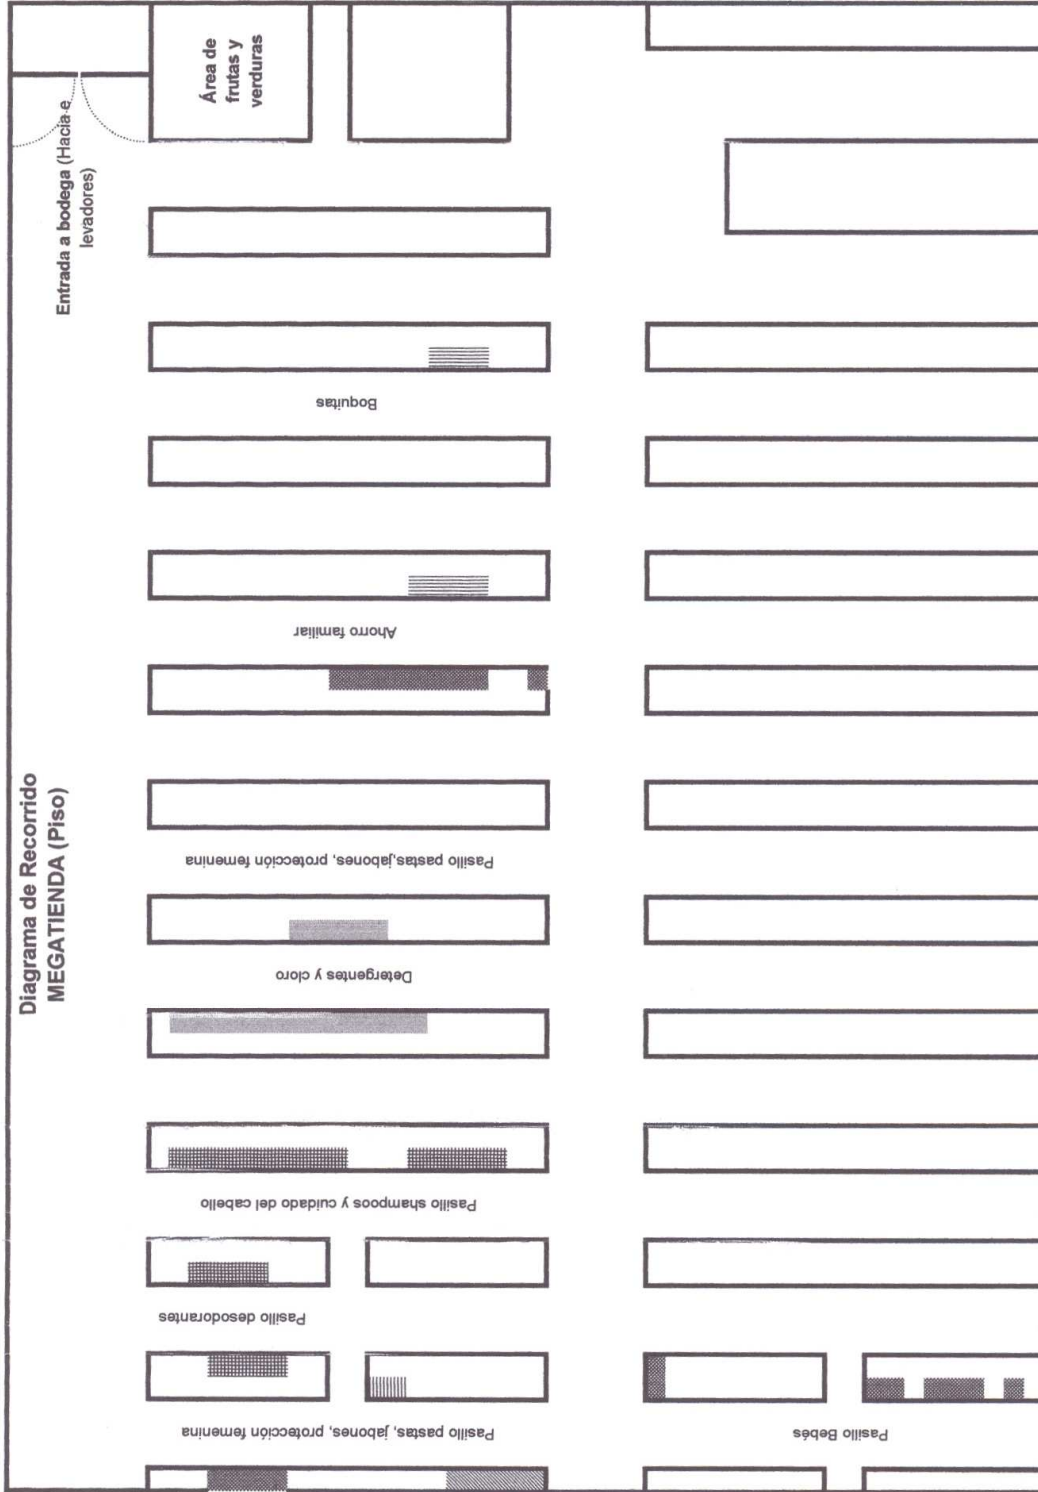 Diagrama de Recorrido
MEGATIENDA (Piso)
Entrada a bodega (Hacia e
levadores)
Área de
frutas y
verduras
Boquitas
Ahorro familiar
Pasillo pastas,jabones, protección femenina
Detergentes y cloro
Pasillo shampoos y cuidado del cabello
Pasillo desodorantes
Pasillo pastas, jabones, protección femenina
Pasillo Bebés